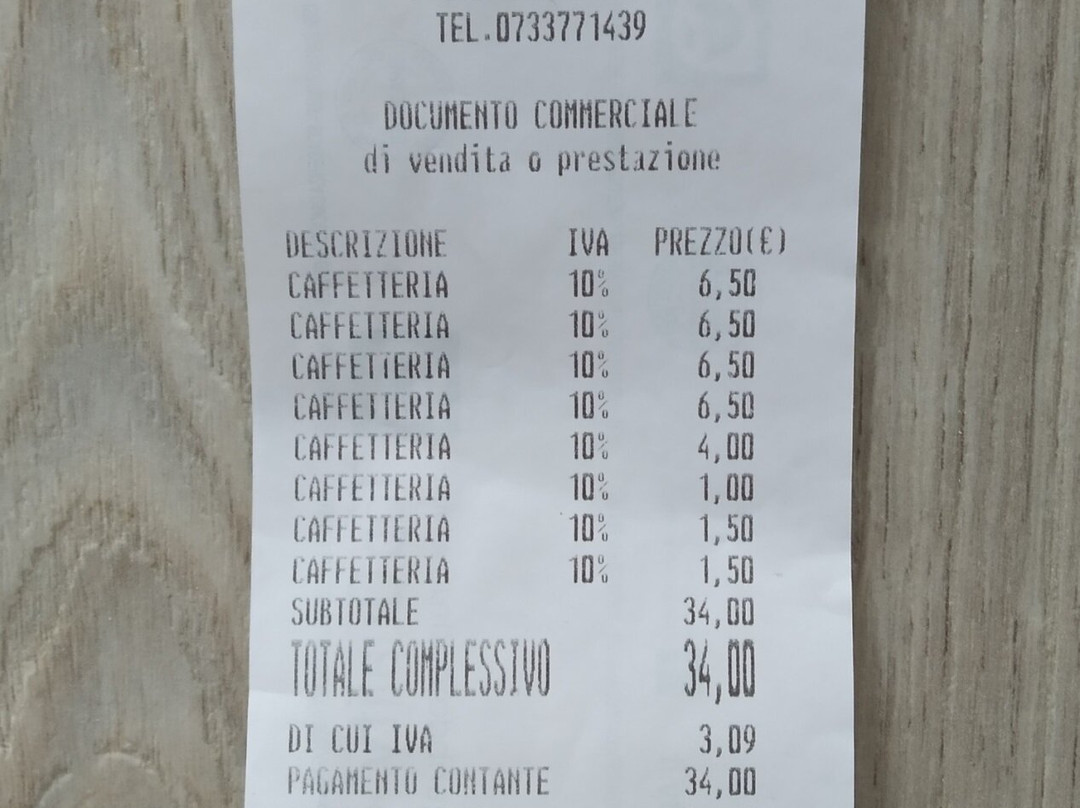 TEL.0733771439
DOCUMENTO COMMERCIALE
di vendita o prestazione
DESCRIZIONE IVA PREZZO(€)
CAFFETTERIA 10% 6,50
CAFFETTERIA 10% 6,50
CAFFETTERIA 10% 6,50
CAFFETTERIA 10% 6,50
CAFFETTERIA 10% 4,00
CAFFETTERIA 10% 1,00
CAFFETTERIA 10% 1,50
CAFFETTERIA 10% 1,50
SUBTOTALE 34,00
TOTALE COMPLESSIVO 34,00
DI CUI IVA 3,09
PAGAMENTO CONTANTE 34,00